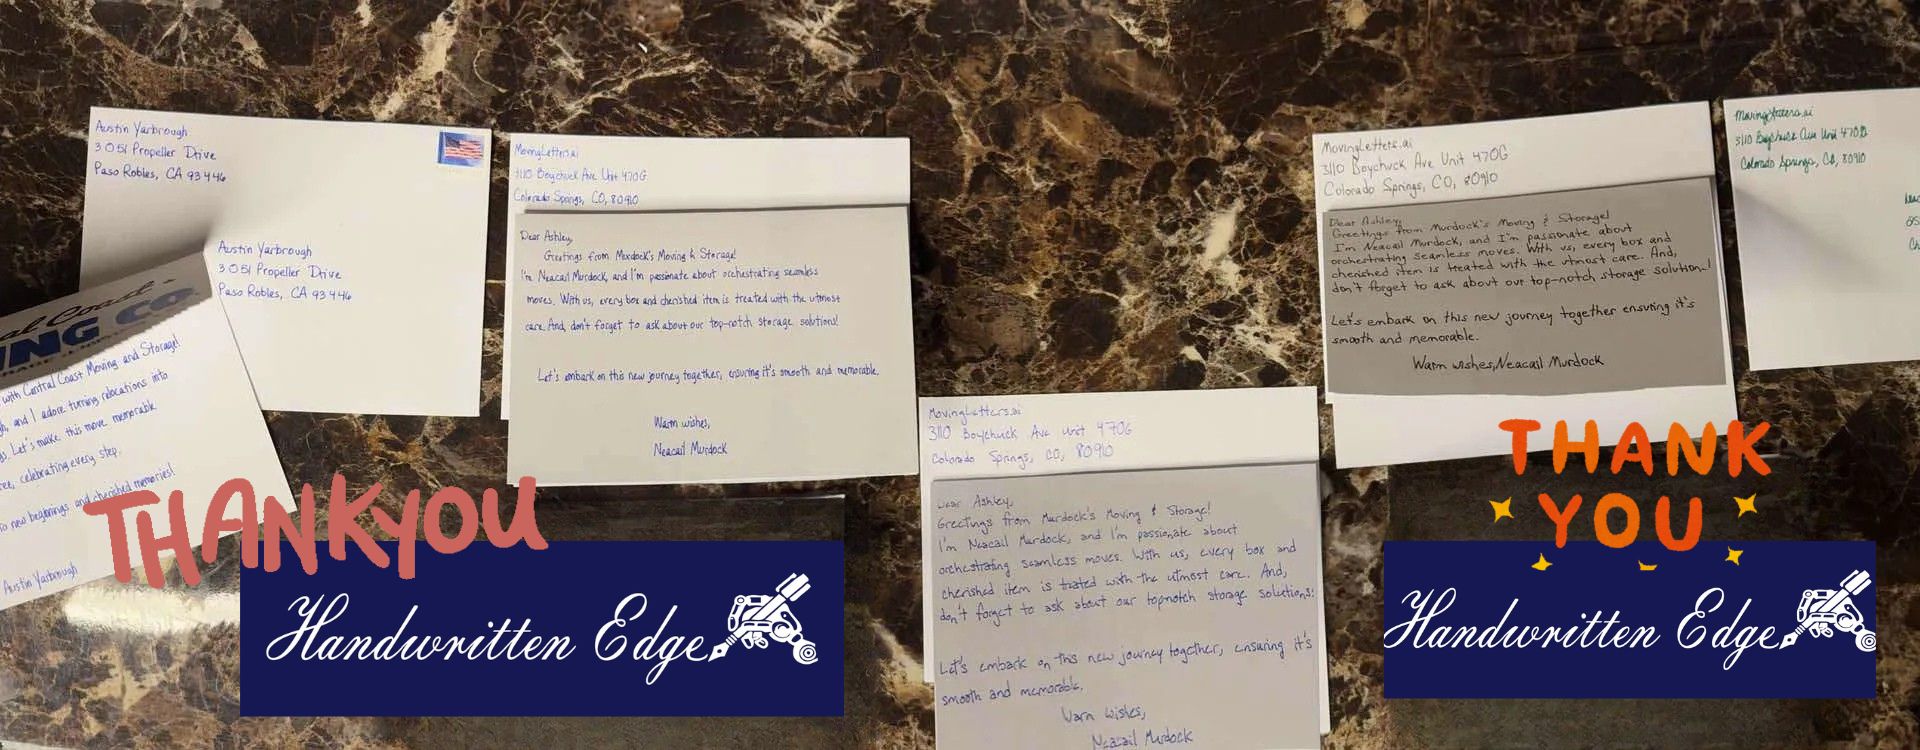 Austin Yarbrough
3051 Propeller Drive
Paso Robles, CA 93446
Austin Yarbrough
3051 Propeller Drive
Paso Robles, CA 93446
al Coast
NG CO.
with Central Coast Moving and Storage!
gh, and I adore turning relocations into
gs. Let's make this move memorable
ree, celebrating every step.
To new beginnings and cherished memories!
Austin Yarbrough
MovingLetters.ai
3110 Boychuck Ave Unit 470G
Colorado Springs, CO, 80910
Dear Ashley,
Greetings from Murdock's Moving & Storage!
I'm Neacail Murdock, and I'm passionate about orchestrating seamless
moves. With us, every box and cherished item is treated with the utmost
care. And, don't forget to ask about our top-notch storage solutions!
Let's embark on this new journey together, ensuring it's smooth and memorable.
Warm wishes,
Neacail Murdock
MovingLetters.ai
3110 Boychuck Ave Unit 470G
Colorado Springs, CO, 80910
Dear Ashley,
Greetings from Murdock's Moving & Storage!
I'm Neacail Murdock, and I'm passionate about
orchestrating seamless moves. With us, every box and
cherished item is treated with the utmost care. And,
don't forget to ask about our topnotch storage solutions!
Let's embark on this new journey together, ensuring it's
smooth and memorable.
Warn wishes,
Neacail Murdock
MovingLetters.ai
3110 Boychuck Ave Unit 470G
Colorado Springs, CO, 80910
Dear Ashley,
Greetings from Murdock's Moving & Storage!
I'm Neacail Murdock, and I'm passionate about
orchestrating seamless moves. With us, every box and
cherished item is treated with the utmost care. And,
don't forget to ask about our top-notch storage solution!
Let's embark on this new journey together ensuring it's
smooth and memorable.
Warm wishes, Neacail Murdock
MovingLetters.ai
3110 Boychuck Ave Unit 470G
Colorado Springs, CO, 80910
THANKYOU
Handwritten Edge
THANK
YOU
Handwritten Edge